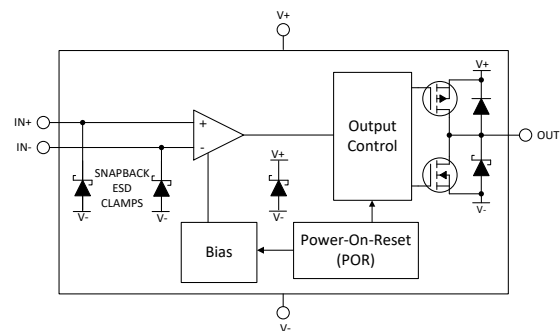 V+
IN+
IN-
+
-
SNAPBACK
ESD
CLAMPS
V-
V-
V+
V-
Output
Control
V+
V-
OUT
Bias
Power-On-Reset
(POR)
V-